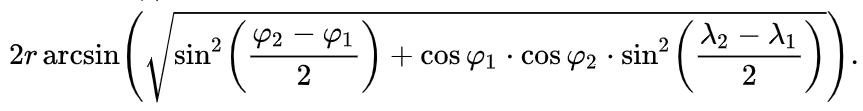 2r arcsin(√(sin²((φ₂ − φ₁)/2) + cos φ₁ · cos φ₂ · sin²((λ₂ − λ₁)/2))).